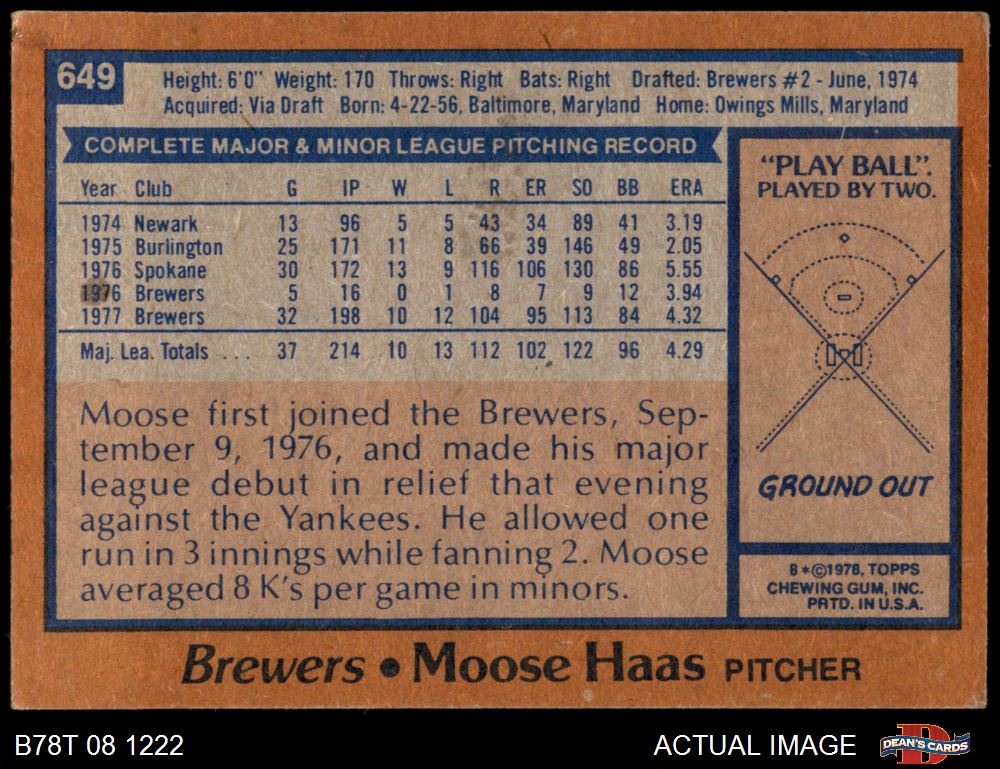 649
Height: 6'0" Weight: 170 Throws: Right Bats: Right Drafted: Brewers #2 - June, 1974
Acquired: Via Draft Born: 4-22-56, Baltimore, Maryland Home: Owings Mills, Maryland
COMPLETE MAJOR & MINOR LEAGUE PITCHING RECORD
Year Club G IP W L R ER SO BB ERA
1974 Newark 13 96 5 5 43 34 89 41 3.19
1975 Burlington 25 171 11 8 66 39 146 49 2.05
1976 Spokane 30 172 13 9 116 106 130 86 5.55
1976 Brewers 5 16 0 1 8 7 9 12 3.94
1977 Brewers 32 198 10 12 104 95 113 84 4.32
Maj. Lea. Totals ... 37 214 10 13 112 102 122 96 4.29
Moose first joined the Brewers, Sep-
tember 9, 1976, and made his major
league debut in relief that evening
against the Yankees. He allowed one
run in 3 innings while fanning 2. Moose
averaged 8 K's per game in minors.
"PLAY BALL".
PLAYED BY TWO.
GROUND OUT
B*©1978, TOPPS
CHEWING GUM, INC.
PRTD. IN U.S.A.
Brewers • Moose Haas PITCHER
B78T 08 1222
ACTUAL IMAGE
D
DEAN'S CARDS